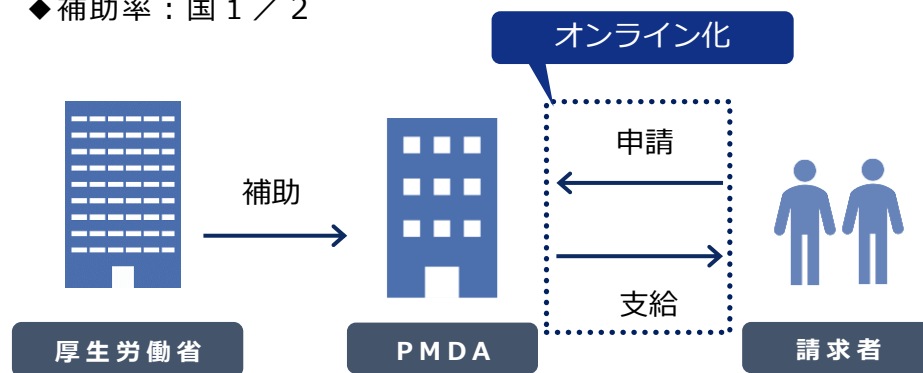 ◆補助率：国１／２
オンライン化
申請
補助
支給
厚生労働省
PMDA
請求者